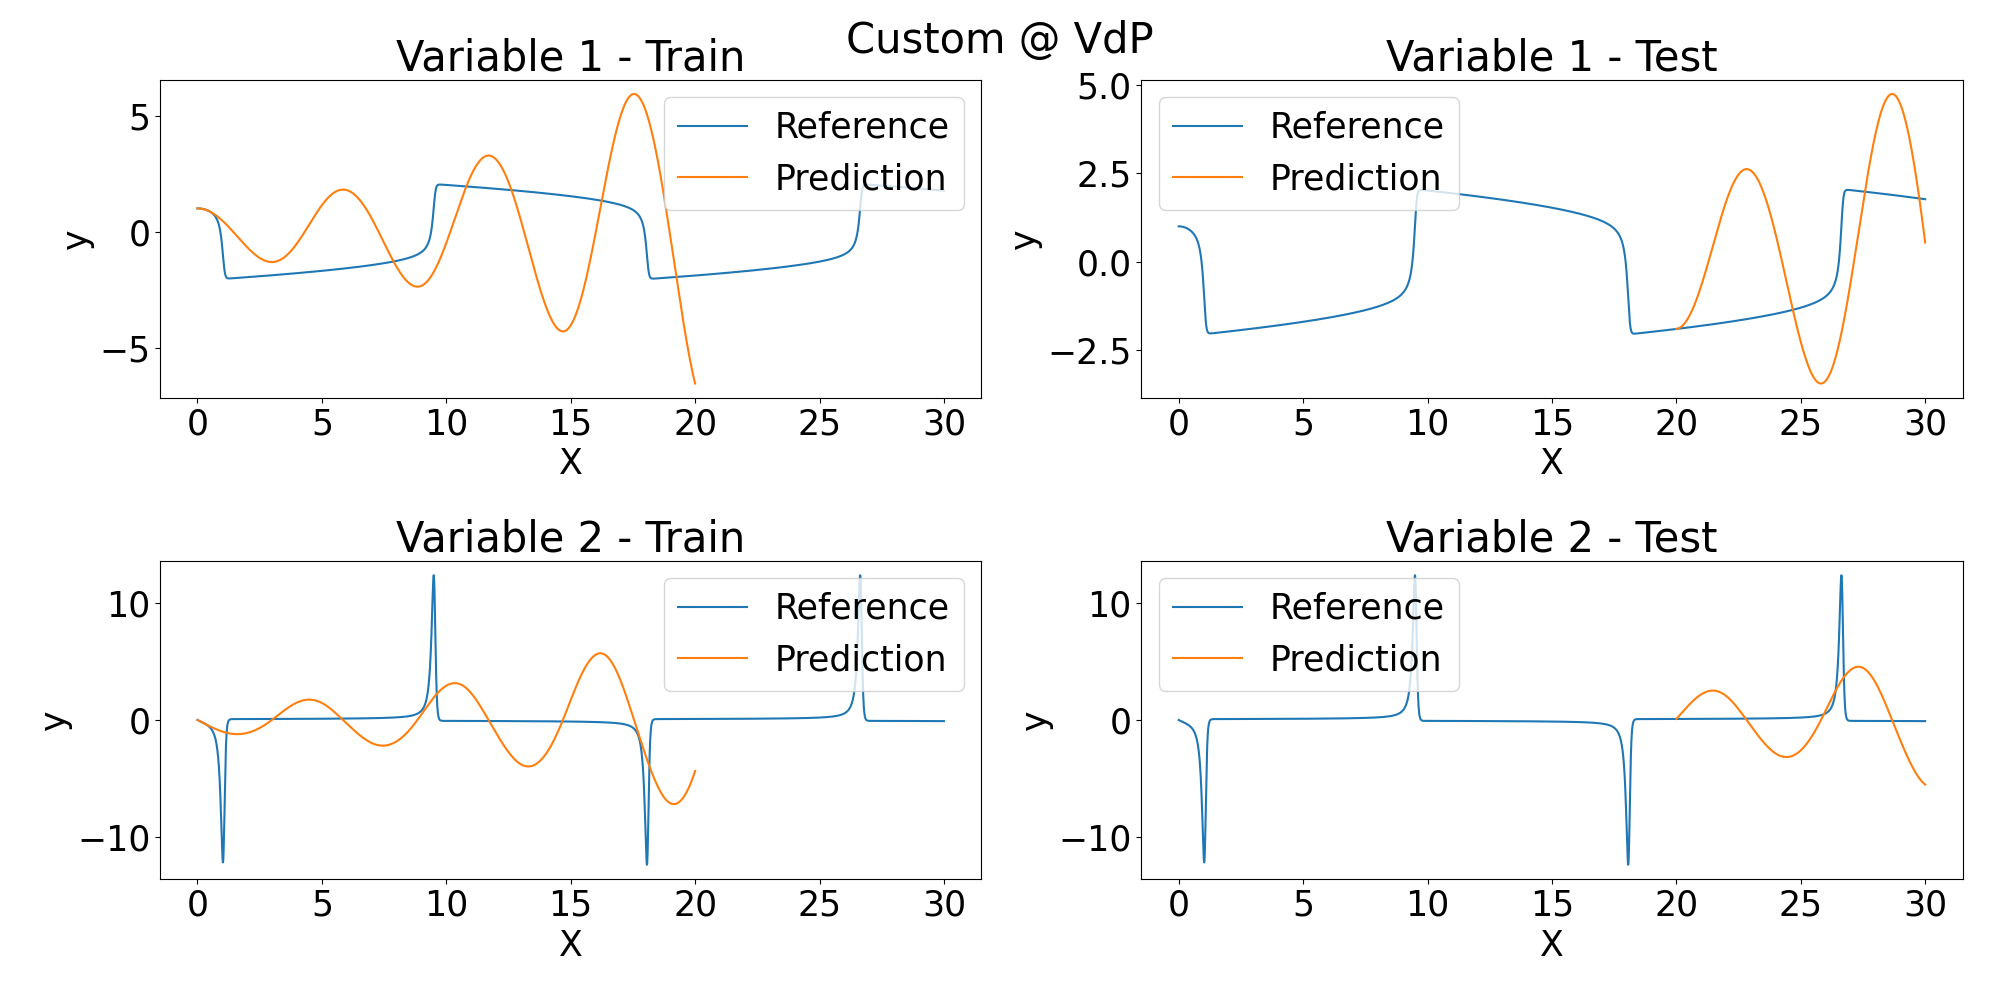 Custom @ VdP
Variable 1 - Train
5
0
−5
y
Reference
Prediction
0 5 10 15 20 25 30
X
Variable 1 - Test
5.0
2.5
0.0
−2.5
y
Reference
Prediction
0 5 10 15 20 25 30
X
Variable 2 - Train
10
0
−10
y
Reference
Prediction
0 5 10 15 20 25 30
X
Variable 2 - Test
10
0
−10
y
Reference
Prediction
0 5 10 15 20 25 30
X